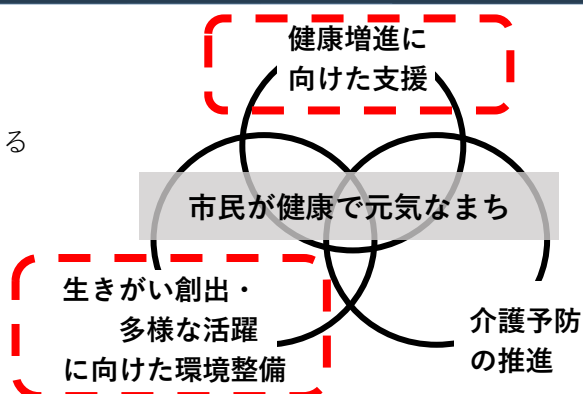 健康増進に
向けた支援
る
市民が健康で元気なまち
生きがい創出・
多様な活躍
に向けた環境整備
介護予防
の推進